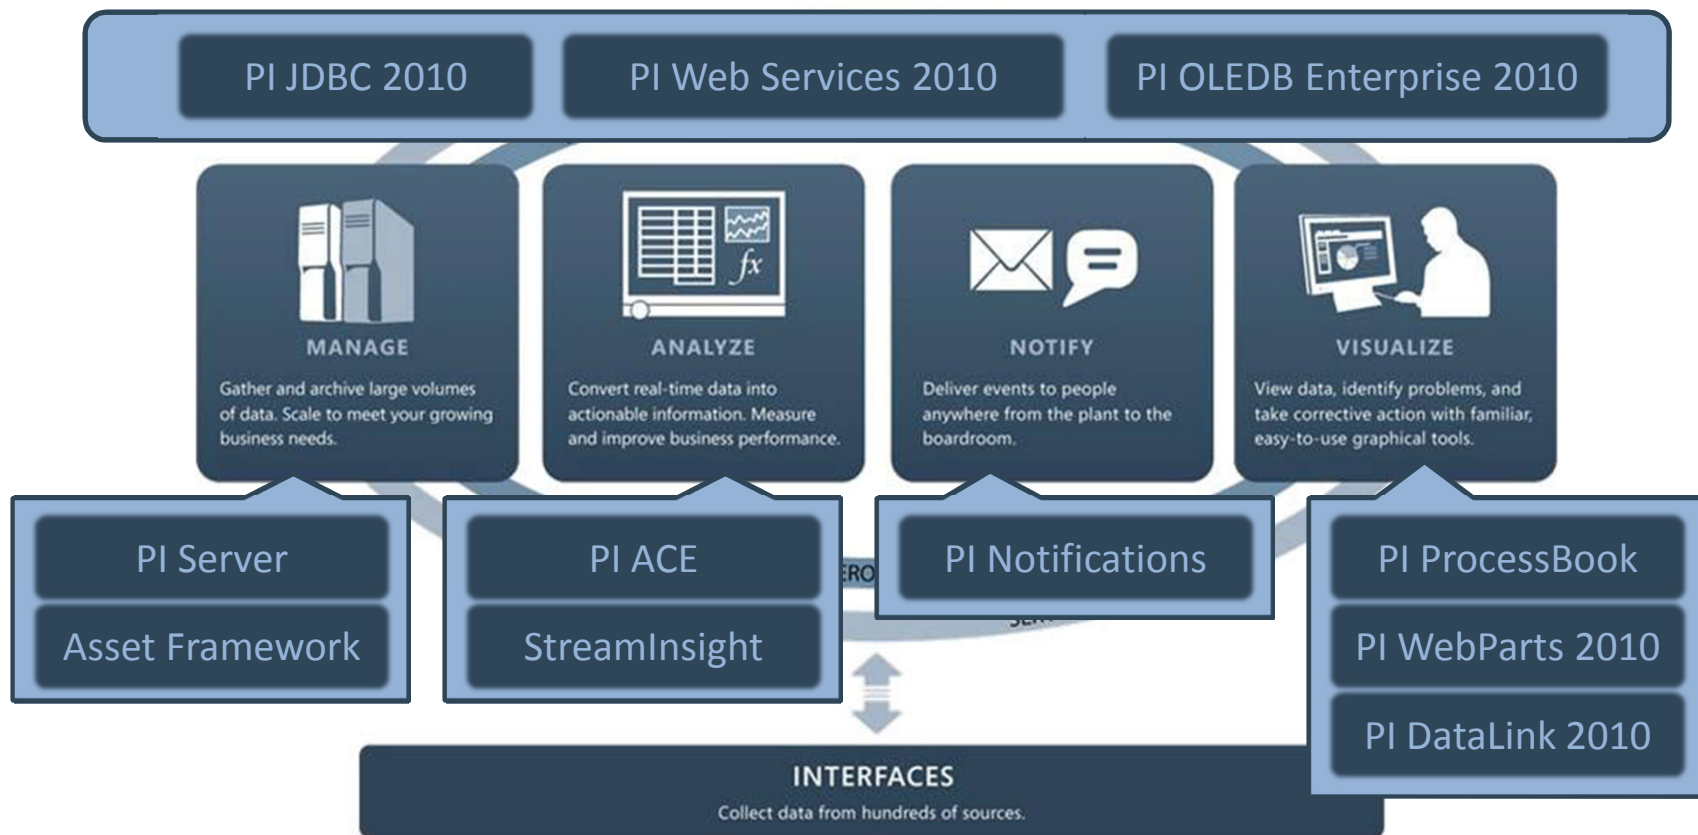 PI JDBC 2010
PI Web Services 2010
PI OLEDB Enterprise 2010
fx
MANAGE
Gather and archive large volumes
of data. Scale to meet your growing
business needs.
ANALYZE
Convert real-time data into
actionable information. Measure
and improve business performance.
NOTIFY
Deliver events to people
anywhere from the plant to the
boardroom.
VISUALIZE
View data, identify problems, and
take corrective action with familiar,
easy-to-use graphical tools.
PI Server
Asset Framework
PI ACE
StreamInsight
PI Notifications
PI ProcessBook
PI WebParts 2010
PI DataLink 2010
INTERFACES
Collect data from hundreds of sources.